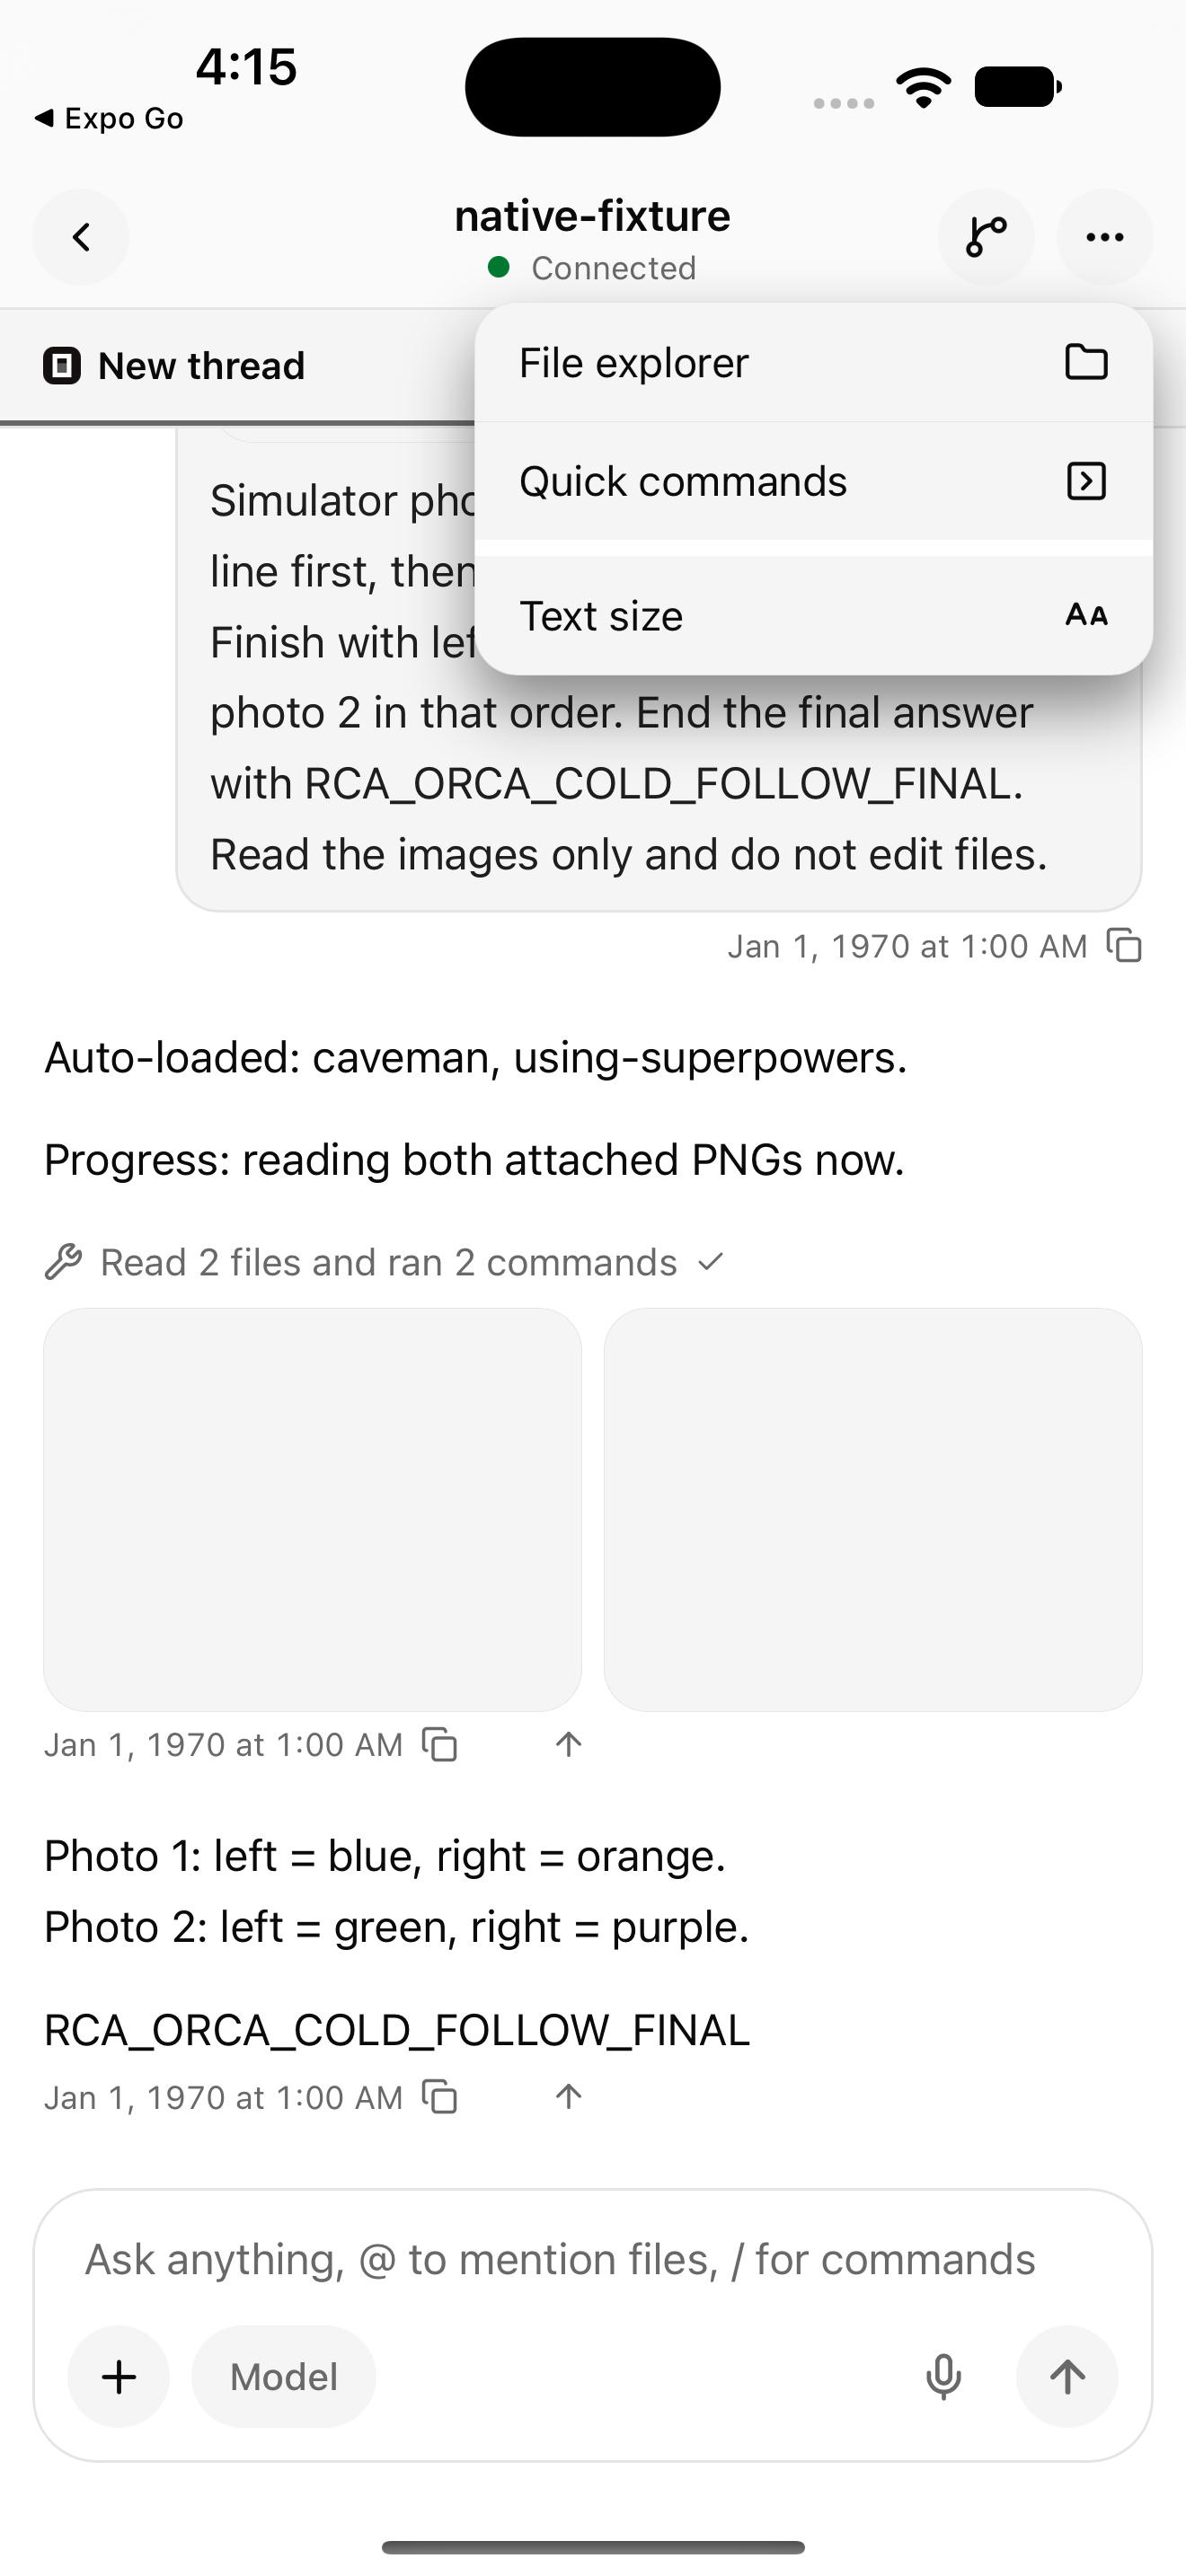 4:15
Expo Go
native-fixture
Connected
New thread
File explorer
Quick commands
Text size
Simulator
line first,
Finish with
photo 2 in that order. End the final answer
with RCA_ORCA_COLD_FOLLOW_FINAL.
Read the images only and do not edit files.
Jan 1, 1970 at 1:00 AM
Auto-loaded: caveman, using-superpowers.
Progress: reading both attached PNGs now.
Read 2 files and ran 2 commands
Jan 1, 1970 at 1:00 AM
Photo 1: left = blue, right = orange.
Photo 2: left = green, right = purple.
RCA_ORCA_COLD_FOLLOW_FINAL
Jan 1, 1970 at 1:00 AM
Ask anything, @ to mention files, / for commands
Model